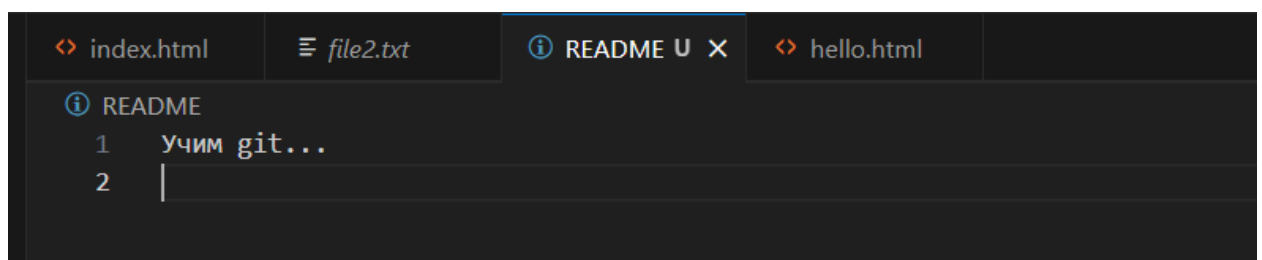 index.html file2.txt README U hello.html
README
1 Учим git...
2